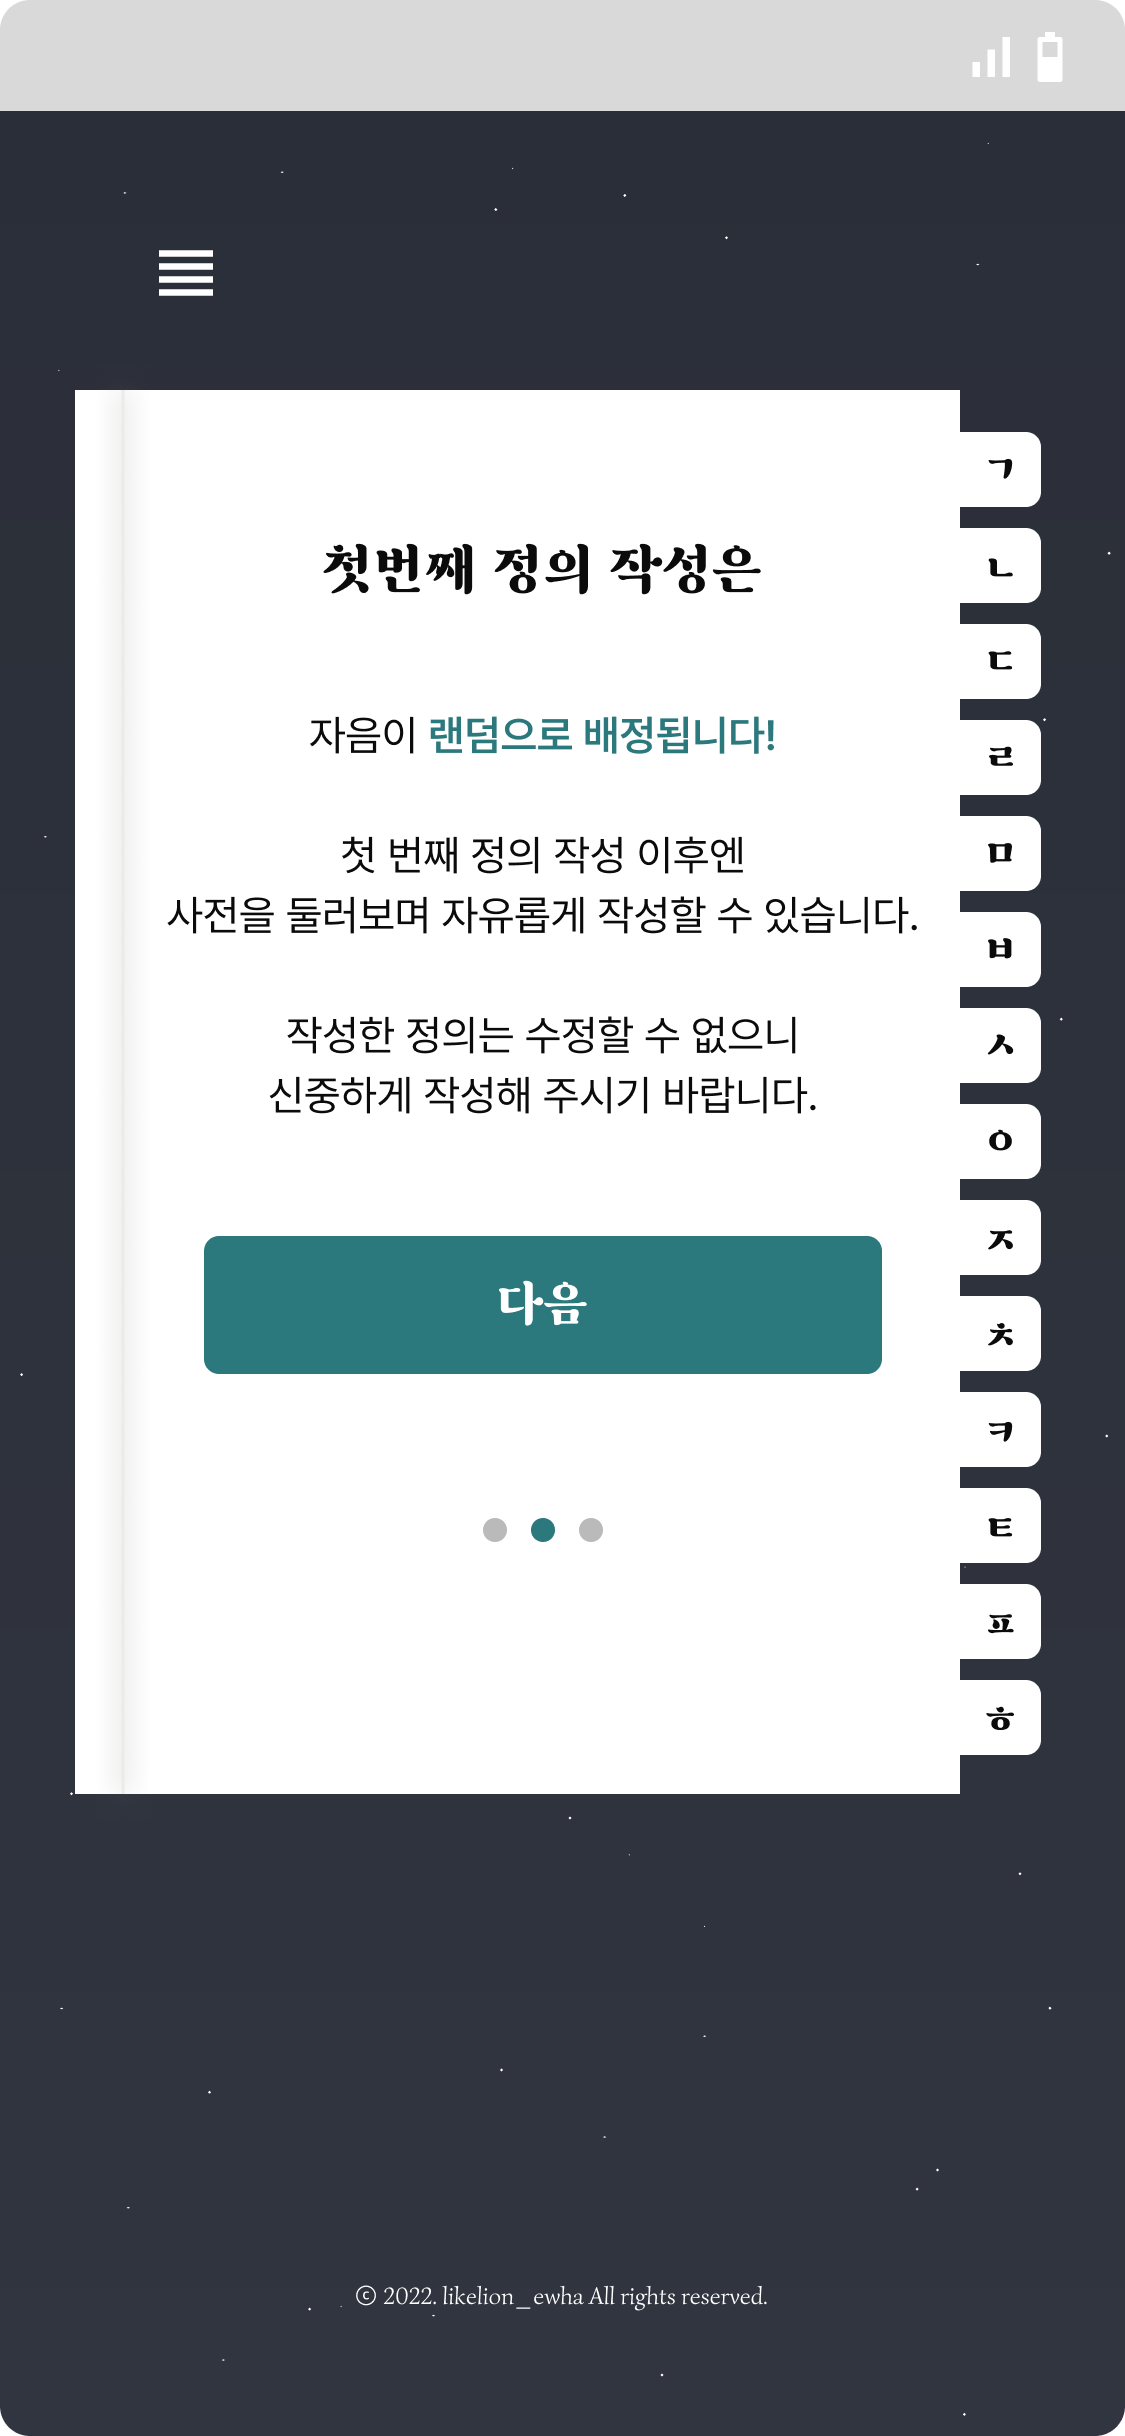 첫번째 정의 작성은
자음이 랜덤으로 배정됩니다!
첫 번째 정의 작성 이후엔
사전을 둘러보며 자유롭게 작성할 수 있습니다.
작성한 정의는 수정할 수 없으니
신중하게 작성해 주시기 바랍니다.
다음
ㄱ
ㄴ
ㄷ
ㄹ
ㅁ
ㅂ
ㅅ
ㅇ
ㅈ
ㅊ
ㅋ
ㅌ
ㅍ
ㅎ
ⓒ 2022. likelion_ewha All rights reserved.